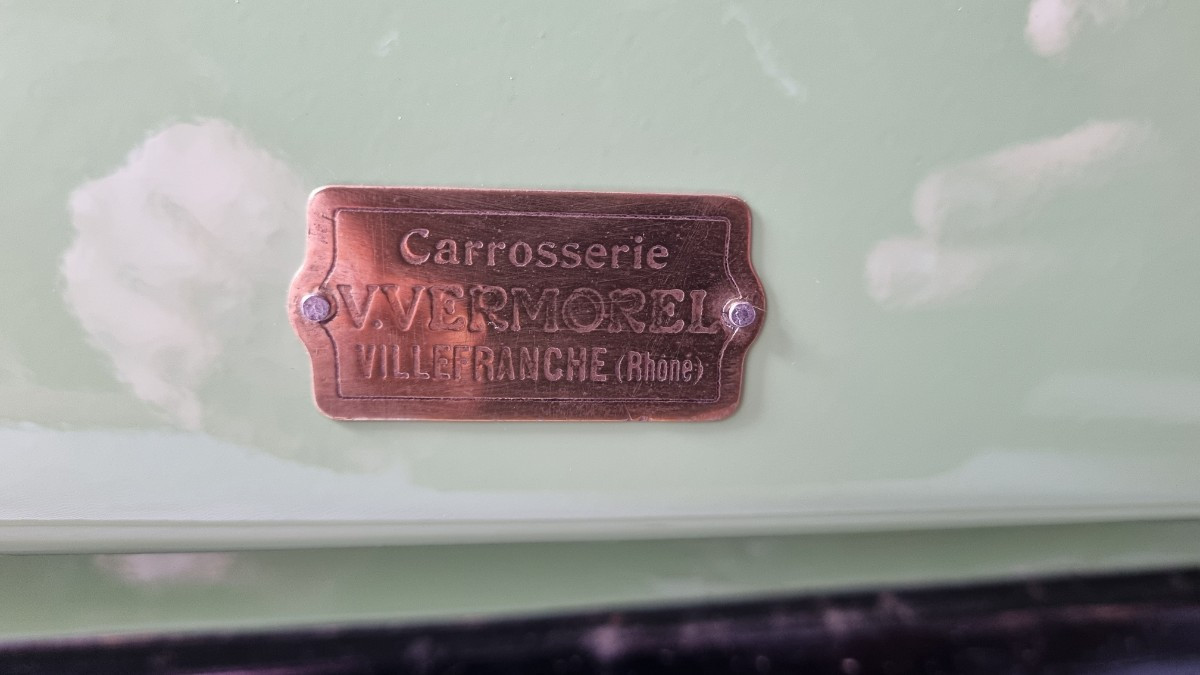 Carrosserie
V.VERMOREL
VILLEFRANCHE (Rhône)